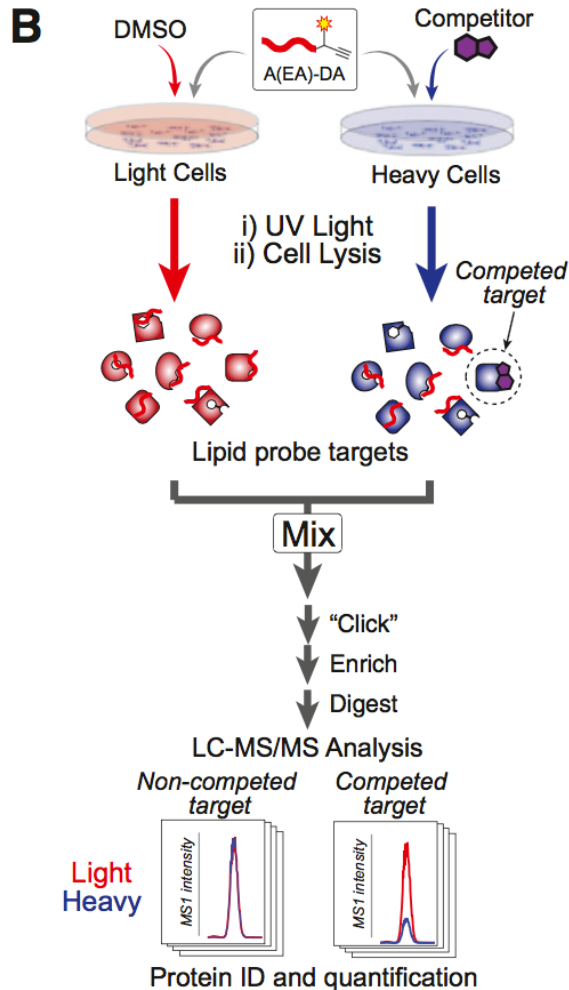 B
DMSO
A(EA)-DA
Competitor
Light Cells
Heavy Cells
i) UV Light
ii) Cell Lysis
Competed
target
Lipid probe targets
Mix
“Click”
Enrich
Digest
LC-MS/MS Analysis
Non-competed
target
Competed
target
Light
Heavy
MS1 intensity
MS1 intensity
Protein ID and quantification